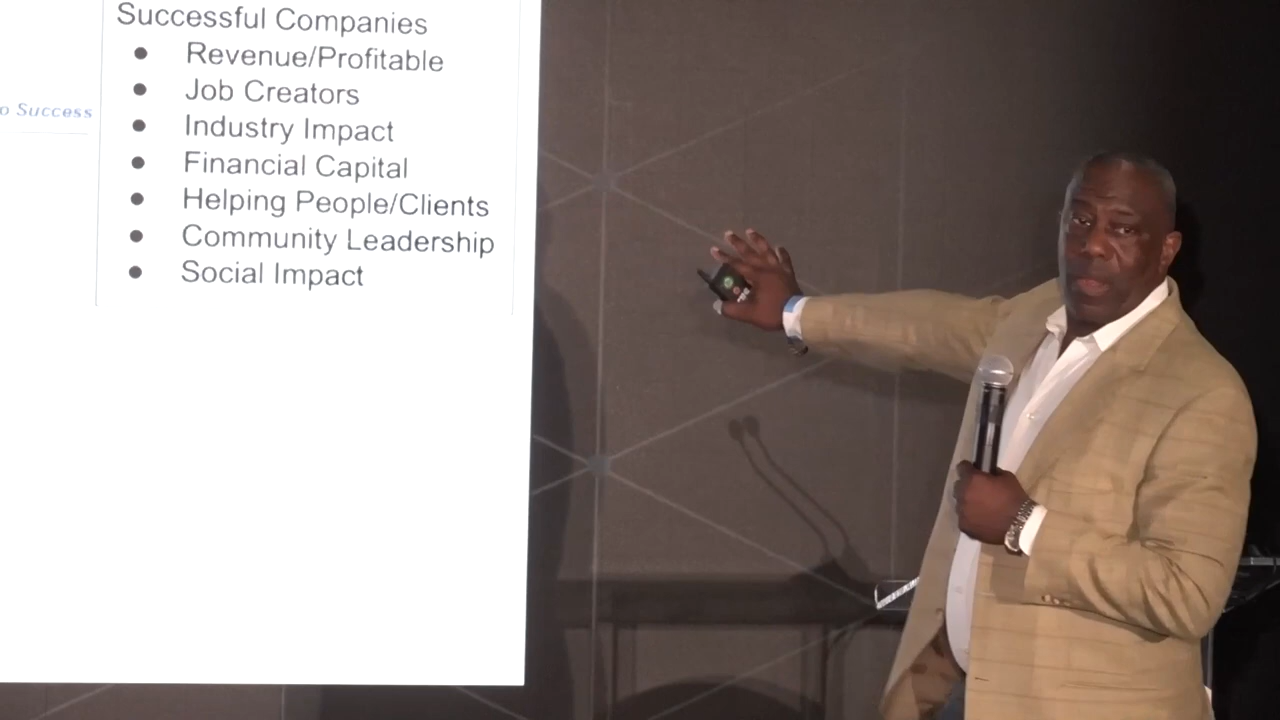 Successful Companies
● Revenue/Profitable
● Job Creators
o Success
● Industry Impact
● Financial Capital
● Helping People/Clients
● Community Leadership
● Social Impact